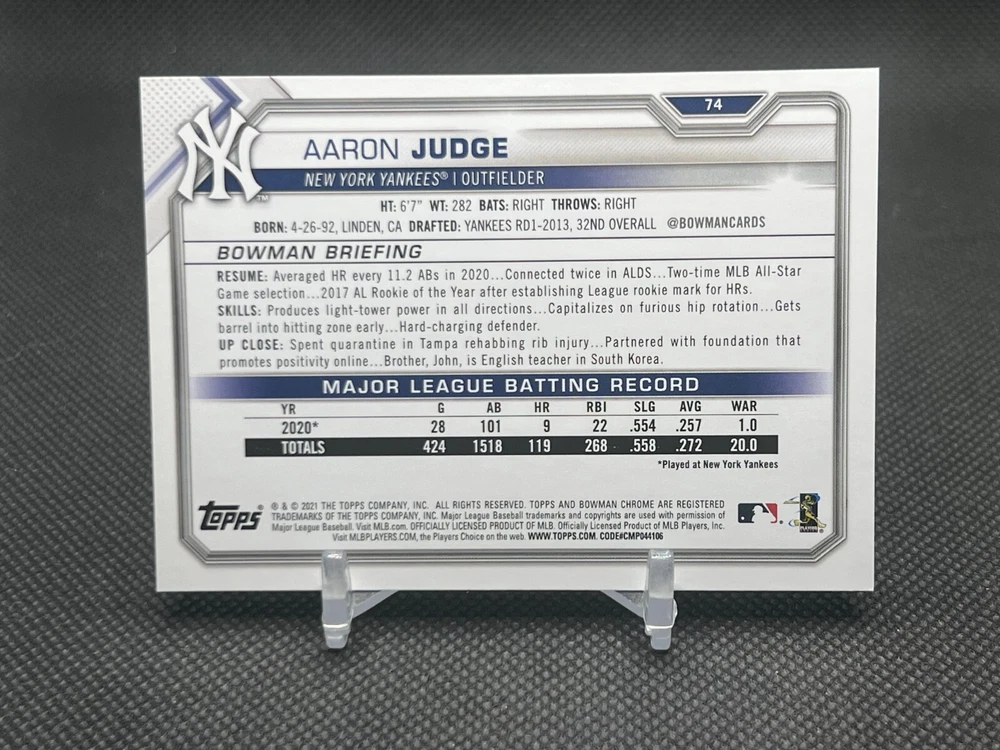 74
NY
TM
AARON JUDGE
NEW YORK YANKEES® | OUTFIELDER
HT: 6'7" WT: 282 BATS: RIGHT THROWS: RIGHT
BORN: 4-26-92, LINDEN, CA DRAFTED: YANKEES RD1-2013, 32ND OVERALL @BOWMANCARDS
BOWMAN BRIEFING
RESUME: Averaged HR every 11.2 ABs in 2020...Connected twice in ALDS...Two-time MLB All-Star
Game selection...2017 AL Rookie of the Year after establishing League rookie mark for HRs.
SKILLS: Produces light-tower power in all directions...Capitalizes on furious hip rotation...Gets
barrel into hitting zone early...Hard-charging defender.
UP CLOSE: Spent quarantine in Tampa rehabbing rib injury...Partnered with foundation that
promotes positivity online...Brother, John, is English teacher in South Korea.
MAJOR LEAGUE BATTING RECORD
YR G AB HR RBI SLG AVG WAR
2020* 28 101 9 22 .554 .257 1.0
TOTALS 424 1518 119 268 .558 .272 20.0
*Played at New York Yankees
Topps®
® & © 2021 THE TOPPS COMPANY, INC. ALL RIGHTS RESERVED. TOPPS AND BOWMAN CHROME ARE REGISTERED
TRADEMARKS OF THE TOPPS COMPANY, INC. Major League Baseball trademarks and copyrights are used with permission of
Major League Baseball. Visit MLB.com. OFFICIALLY LICENSED PRODUCT OF MLB. Officially Licensed Product of MLB Players, Inc.
Visit MLBPLAYERS.COM, the Players Choice on the web. WWW.TOPPS.COM. CODE#CMP044106